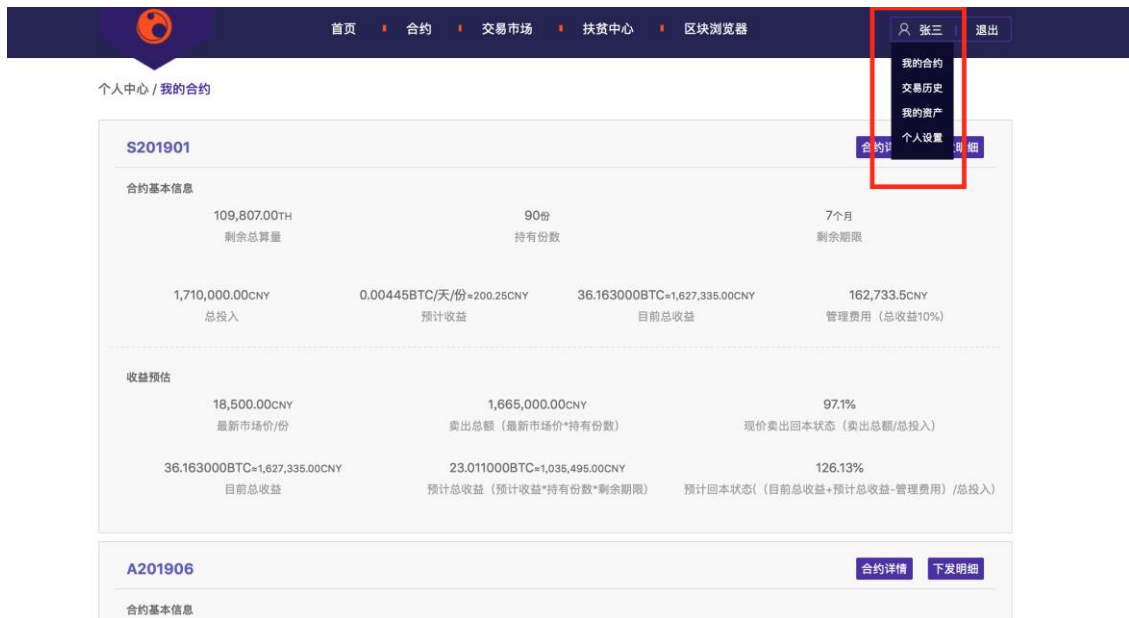 首页 合约 交易市场 扶贫中心 区块浏览器 张三 退出
我的合约
交易历史
我的资产
个人设置
个人中心 / 我的合约
S201901
合约详 明细
合约基本信息
109,807.00TH 90份 7个月
剩余总算量 持有份数 剩余期限
1,710,000.00CNY 0.00445BTC/天/份≈200.25CNY 36.163000BTC≈1,627,335.00CNY 162,733.5CNY
总投入 预计收益 目前总收益 管理费用（总收益10%）
收益预估
18,500.00CNY 1,665,000.00CNY 97.1%
最新市场价/份 卖出总额（最新市场价*持有份数） 现价卖出回本状态（卖出总额/总投入）
36.163000BTC≈1,627,335.00CNY 23.011000BTC≈1,035,495.00CNY 126.13%
目前总收益 预计总收益（预计收益*持有份数*剩余期限） 预计回本状态(（目前总收益+预计总收益-管理费用）/总投入)
A201906
合约详情 下发明细
合约基本信息